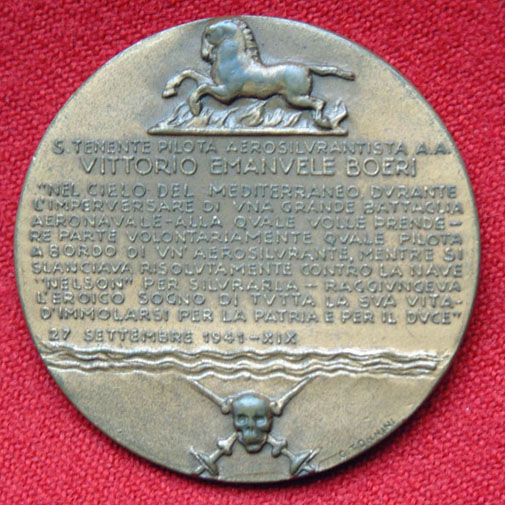 S. TENENTE PILOTA AEROSILVRANTISTA A.A.
VITTORIO EMANVELE BOERI
"NEL CIELO DEL MEDITERRANEO DVRANTE
L'IMPERVERSARE DI VNA GRANDE BATTAGLIA
AERONAVALE-ALLA QVALE VOLLE PRENDE-
RE PARTE VOLONTARIAMENTE QVALE PILOTA
A BORDO DI VN'AEROSILVRANTE, MENTRE SI
SLANCIAVA RISOLVTAMENTE CONTRO LA NAVE
"NELSON" PER SILVRARLA - RAGGIVNGEVA
L'EROICO SOGNO DI TVTTA LA SVA VITA-
D'IMMOLARSI PER LA PATRIA E PER IL DVCE"
27 SETTEMBRE 1941-XIX